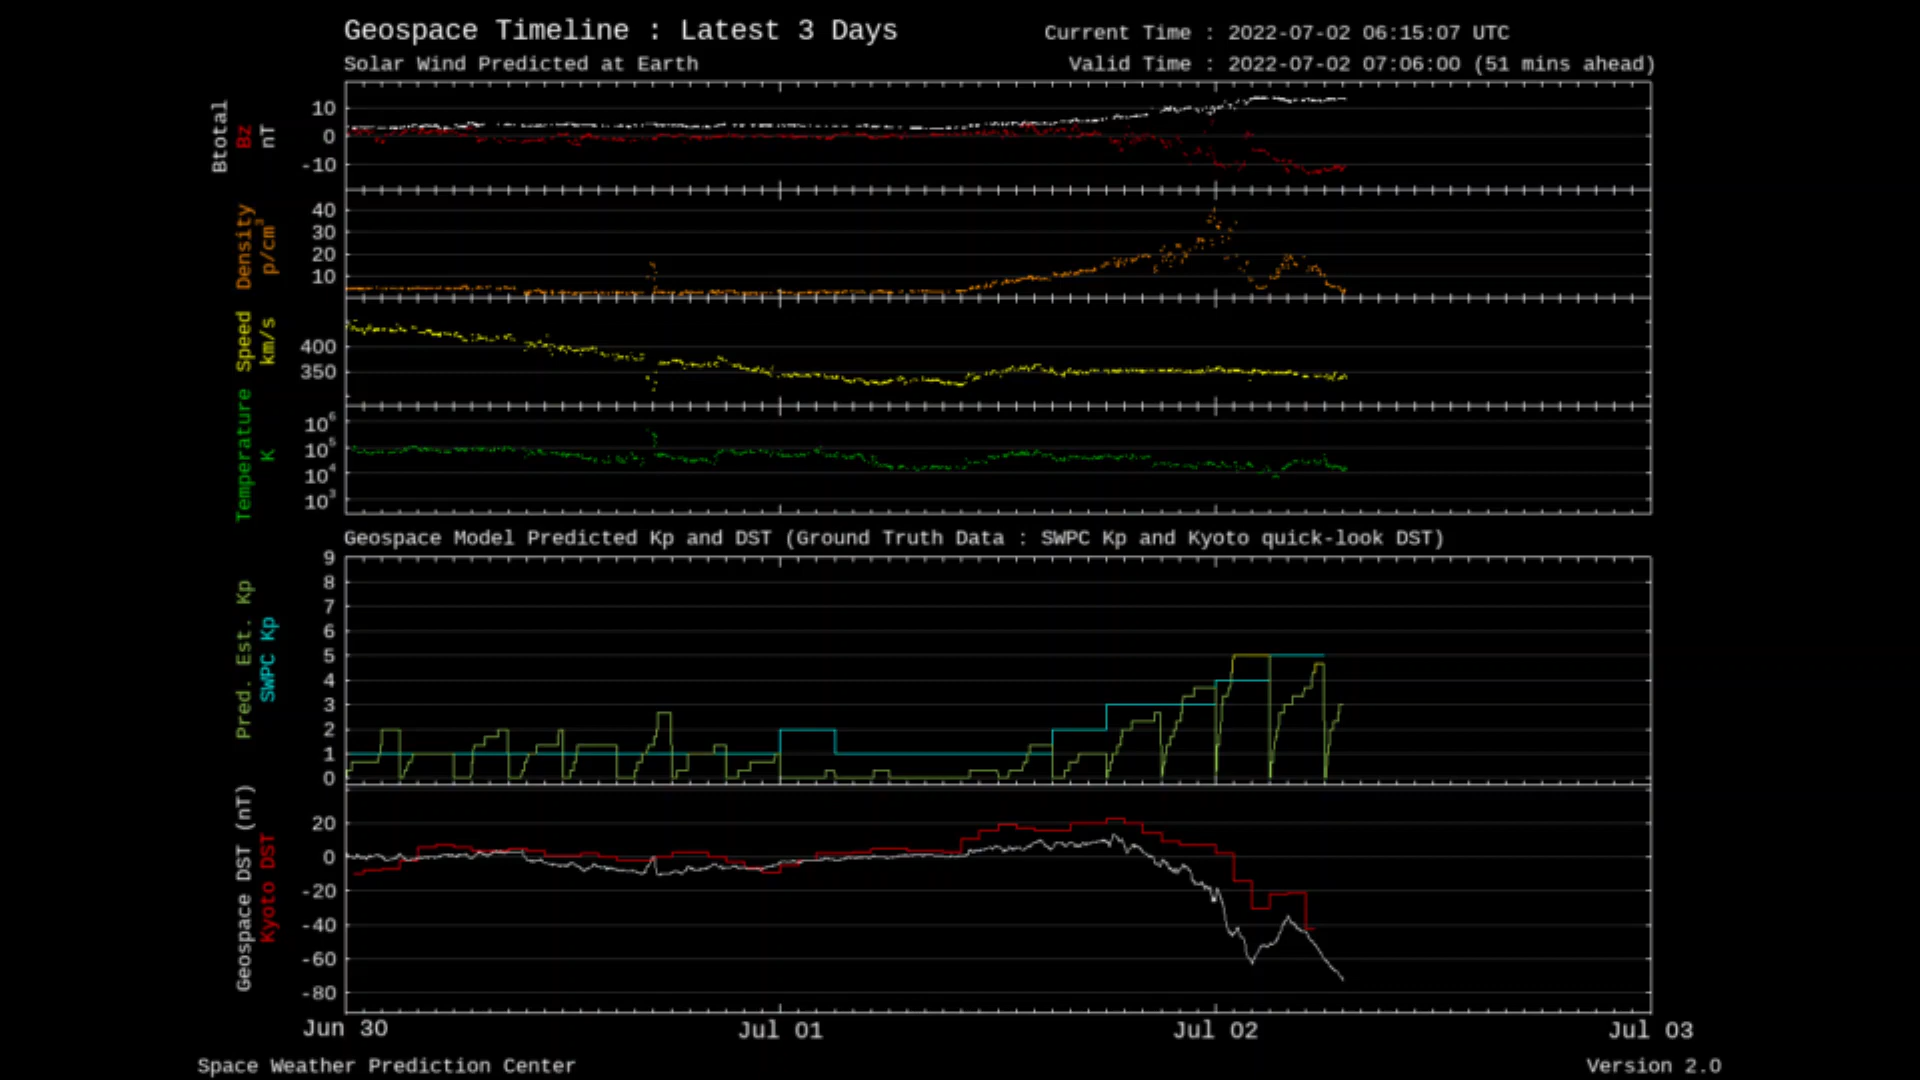 Geospace Timeline : Latest 3 Days
Current Time : 2022-07-02 06:15:07 UTC
Solar Wind Predicted at Earth
Valid Time : 2022-07-02 07:06:00 (51 mins ahead)
Btotal
Bz
nT
10
0
-10
Density
p/cm³
40
30
20
10
Speed
km/s
400
350
Temperature
K
10⁶
10⁵
10⁴
10³
Geospace Model Predicted Kp and DST (Ground Truth Data : SWPC Kp and Kyoto quick-look DST)
Pred. Est. Kp
SWPC Kp
9
8
7
6
5
4
3
2
1
0
Geospace DST (nT)
Kyoto DST
20
0
-20
-40
-60
-80
Jun 30
Jul 01
Jul 02
Jul 03
Space Weather Prediction Center
Version 2.0